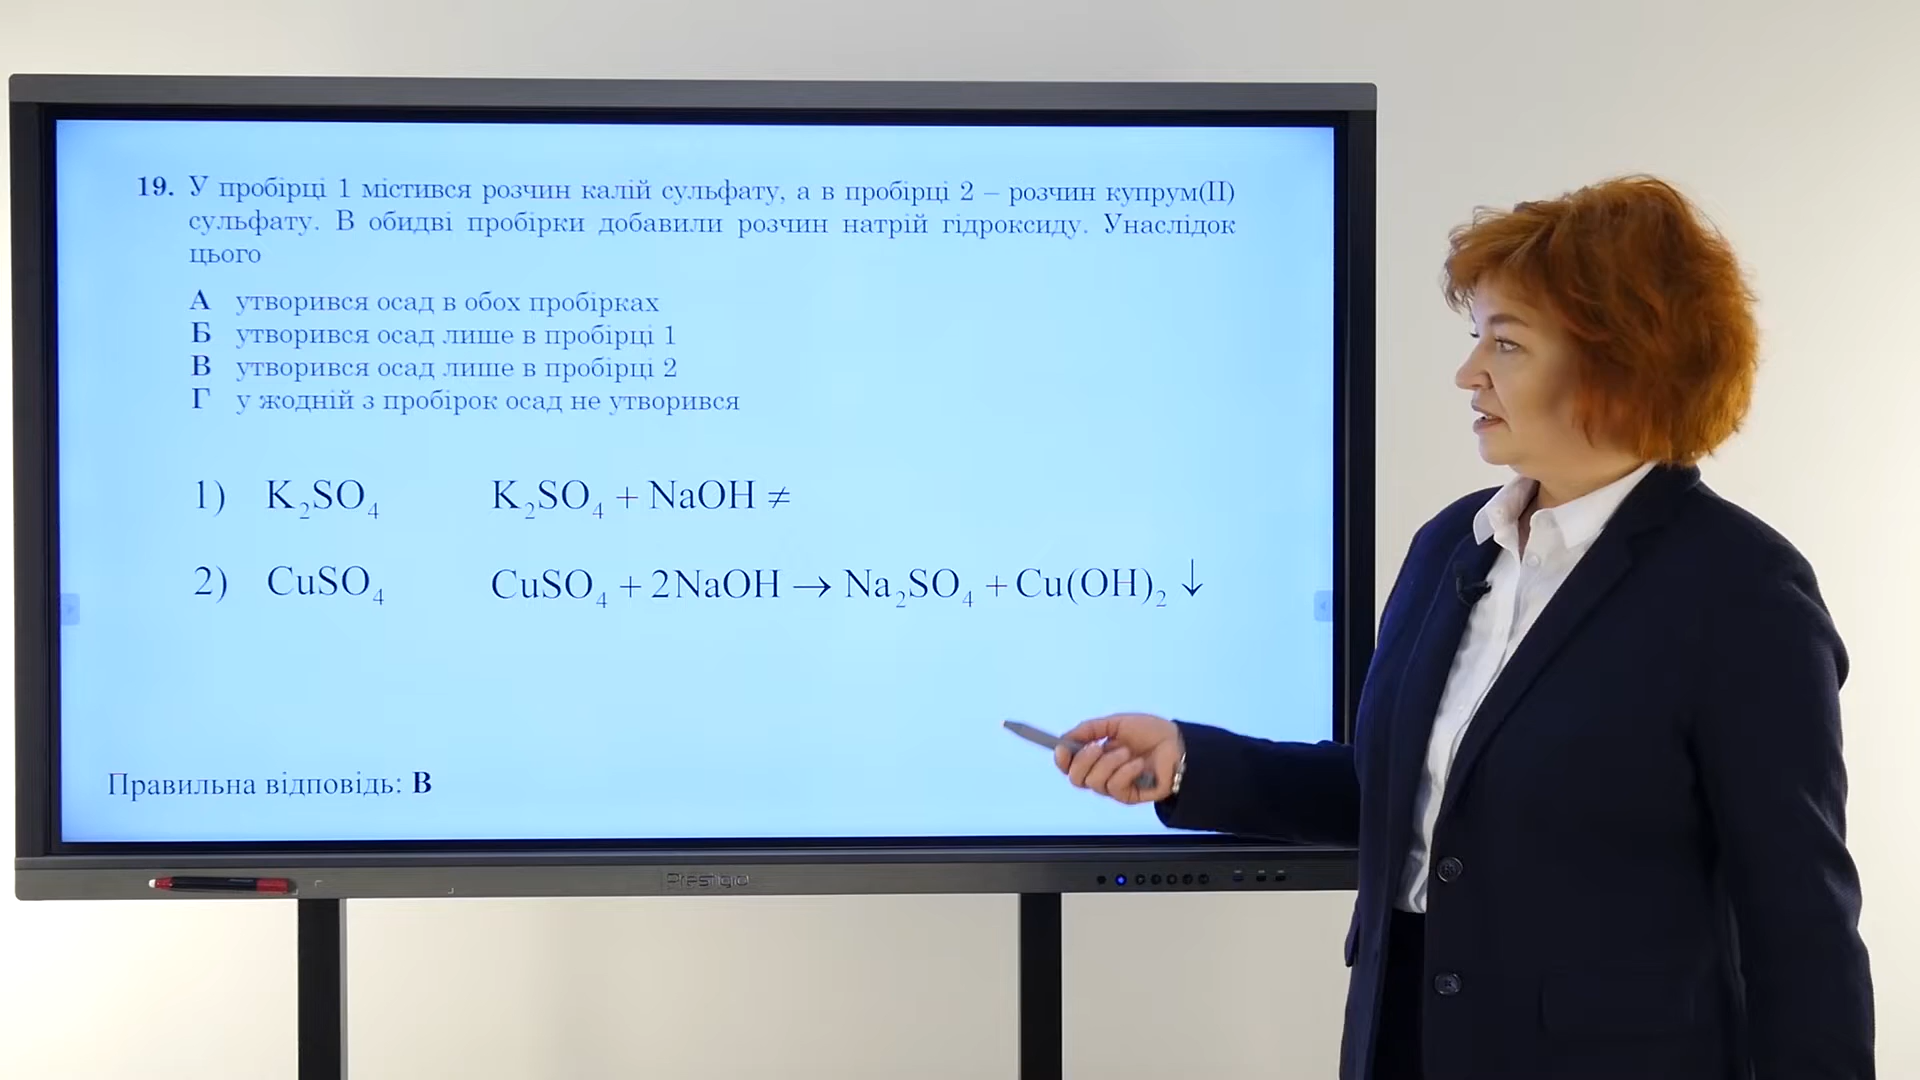 19. У пробірці 1 містився розчин калій сульфату, а в пробірці 2 – розчин купрум(II)
сульфату. В обидві пробірки добавили розчин натрій гідроксиду. Унаслідок
цього
А утворився осад в обох пробірках
Б утворився осад лише в пробірці 1
В утворився осад лише в пробірці 2
Г у жодній з пробірок осад не утворився
1) K₂SO₄ K₂SO₄ + NaOH ≠
2) CuSO₄ CuSO₄ + 2NaOH → Na₂SO₄ + Cu(OH)₂ ↓
Правильна відповідь: В
Prestigio